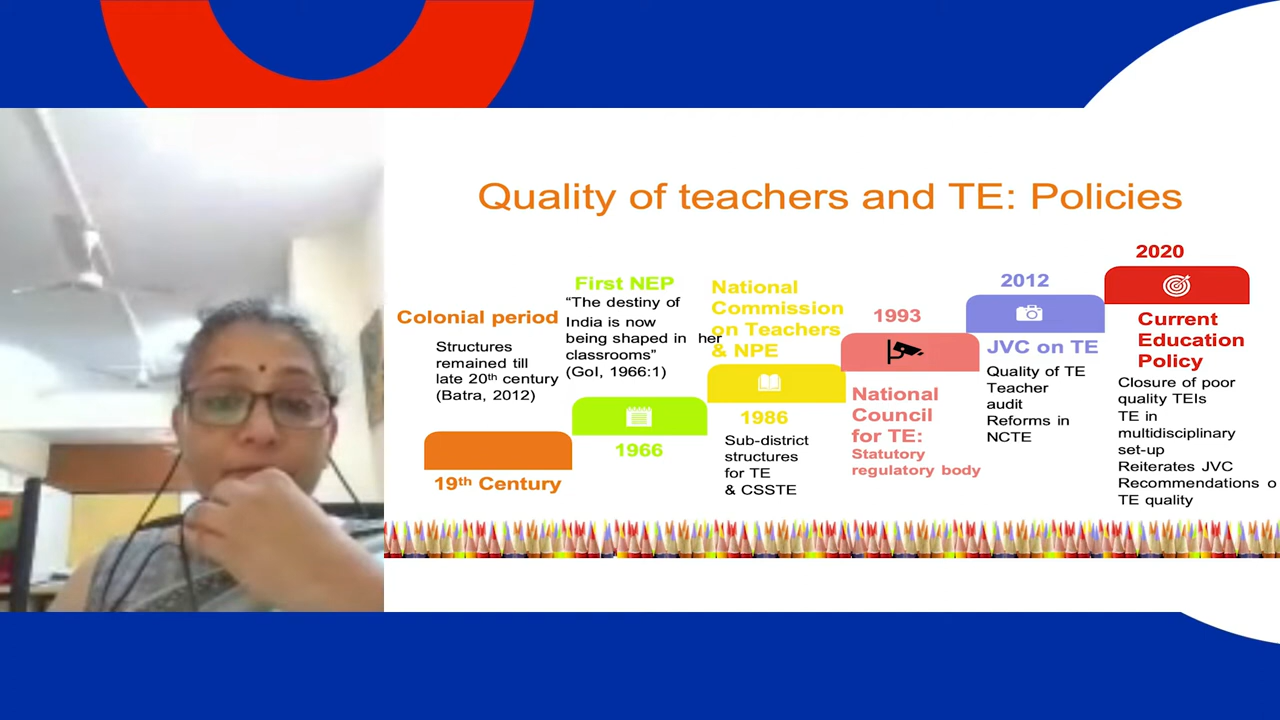 Quality of teachers and TE: Policies
Colonial period
Structures
remained till
late 20th century
(Batra, 2012)
19th Century
First NEP
“The destiny of
India is now
being shaped in her
classrooms”
(GoI, 1966:1)
1966
National
Commission
on Teachers
& NPE
1986
Sub-district
structures
for TE
& CSSTE
1993
National
Council
for TE:
Statutory
regulatory body
2012
JVC on TE
Quality of TE
Teacher
audit
Reforms in
NCTE
2020
Current
Education
Policy
Closure of poor
quality TEIs
TE in
multidisciplinary
set-up
Reiterates JVC
Recommendations o
TE quality